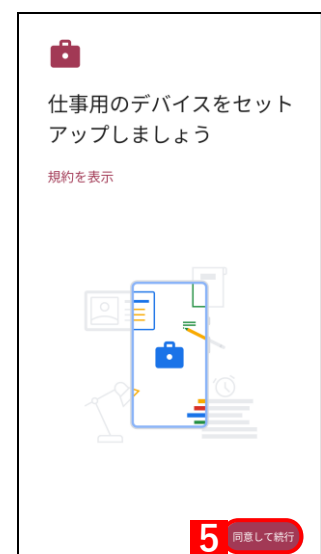 仕事用のデバイスをセット
アップしましょう
規約を表示
5 同意して続行